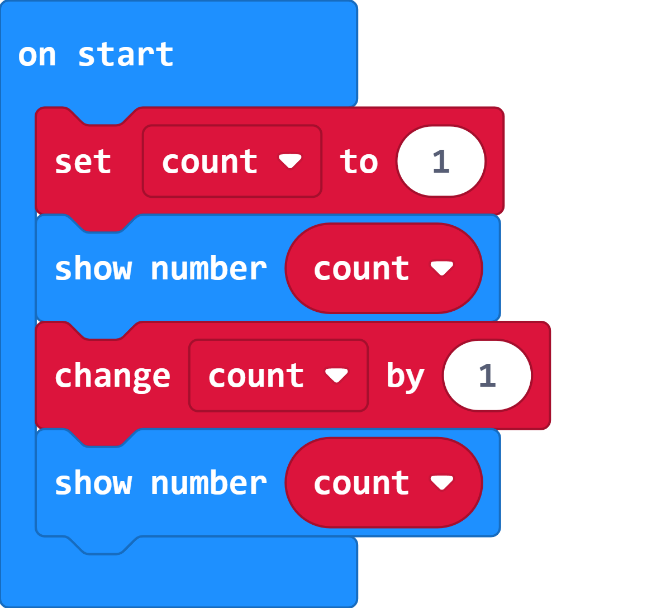 on start
set count to 1
show number count
change count by 1
show number count